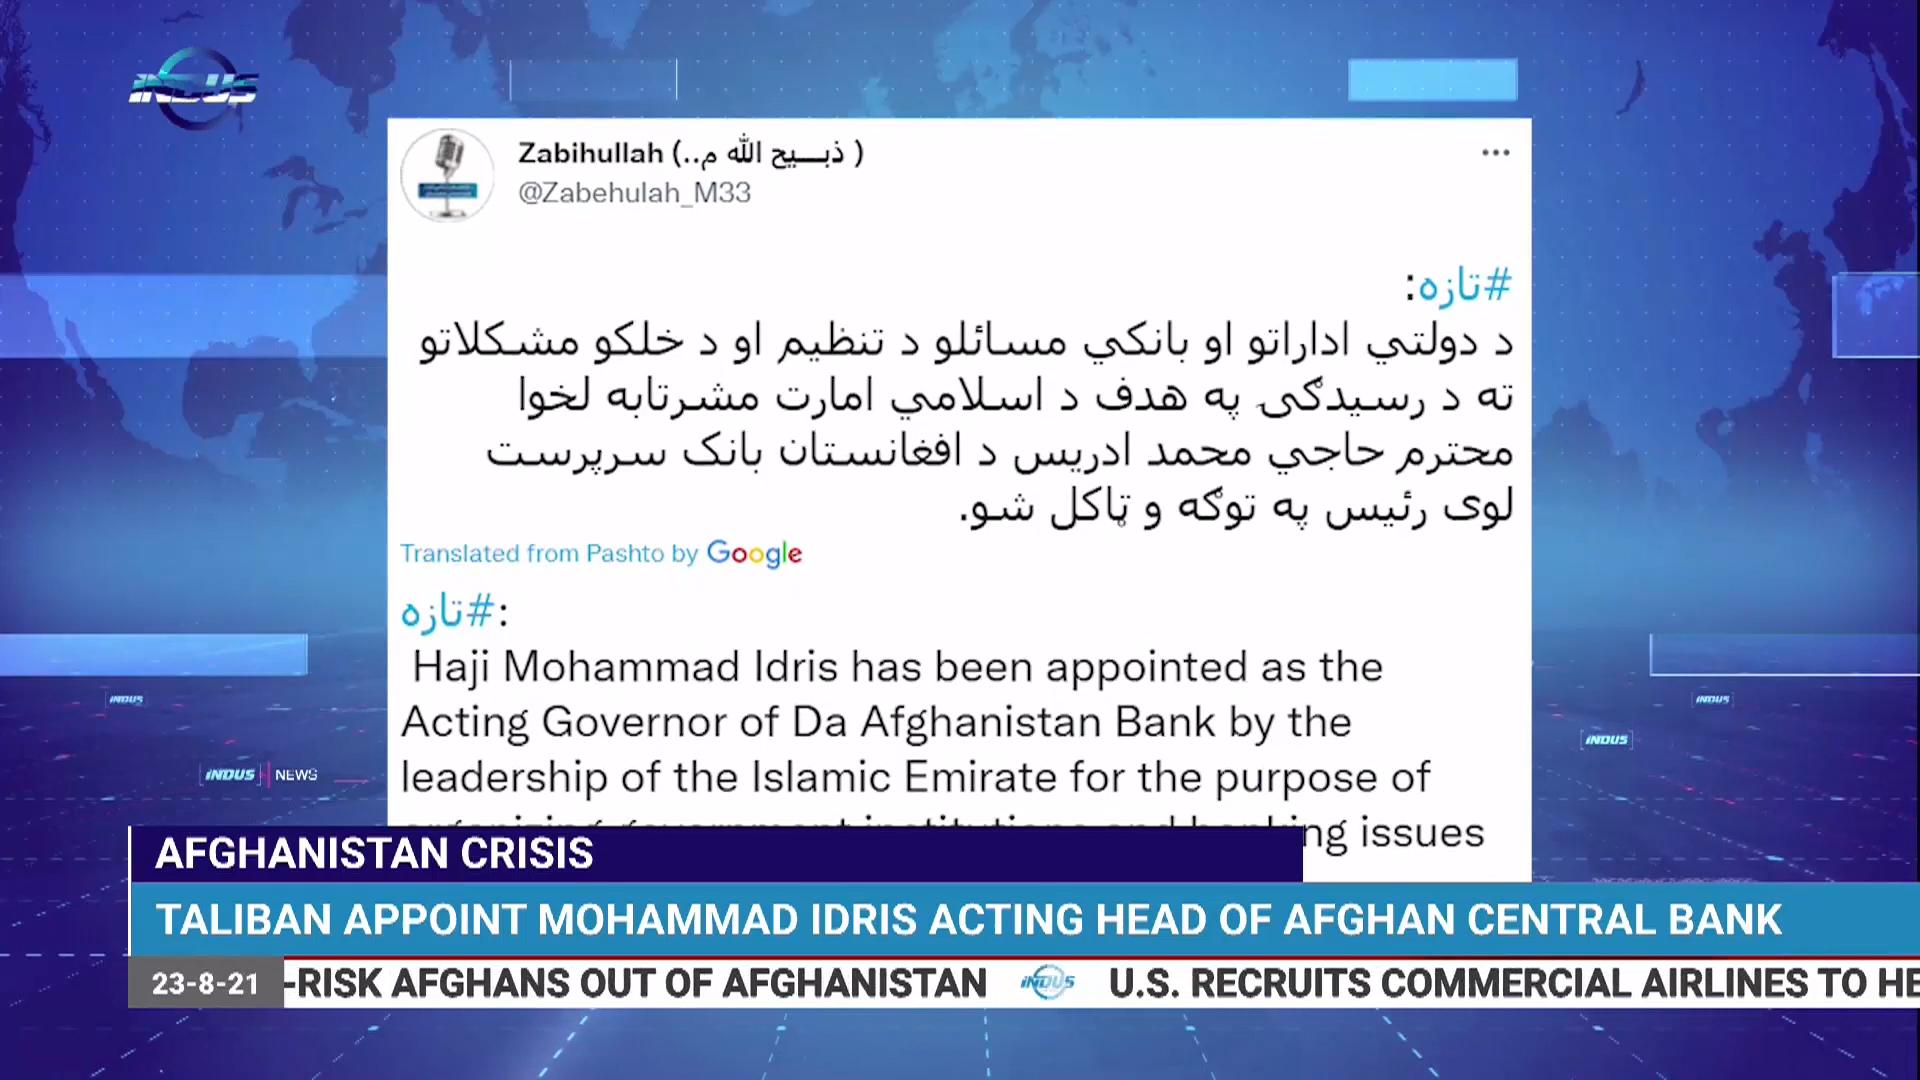 INDUS
Zabihullah (..ذبـــیح الله م )
@Zabehulah_M33
#تازه:
د دولتي اداراتو او بانکي مسائلو د تنظیم او د خلکو مشکلاتو
ته د رسیدګۍ په هدف د اسلامي امارت مشرتابه لخوا
محترم حاجي محمد ادریس د افغانستان بانک سرپرست
لوی رئیس په توګه و ټاکل شو.
Translated from Pashto by Google
#تازه:
Haji Mohammad Idris has been appointed as the
Acting Governor of Da Afghanistan Bank by the
leadership of the Islamic Emirate for the purpose of
issues
INDUS
INDUS NEWS
INDUS
INDUS
AFGHANISTAN CRISIS
TALIBAN APPOINT MOHAMMAD IDRIS ACTING HEAD OF AFGHAN CENTRAL BANK
23-8-21 -RISK AFGHANS OUT OF AFGHANISTAN INDUS U.S. RECRUITS COMMERCIAL AIRLINES TO HE